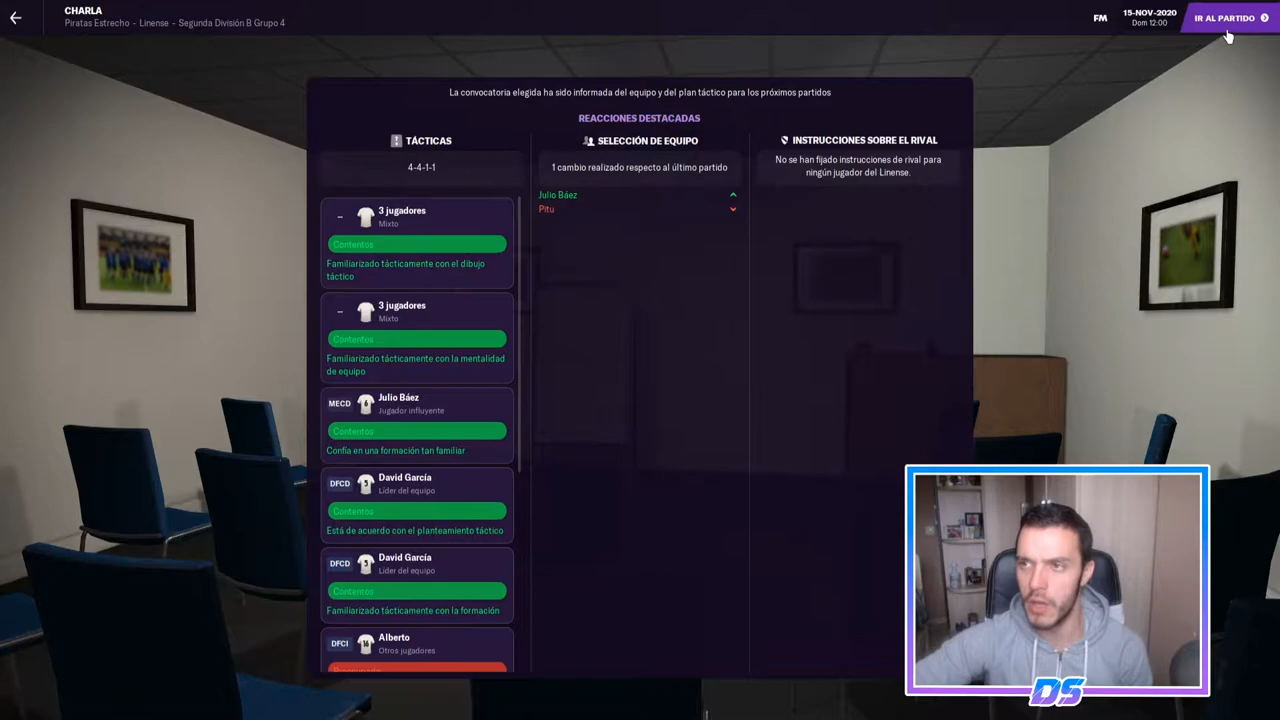 CHARLA
Piratas Estrecho - Linense - Segunda División B Grupo 4
FM
15-NOV-2020
Dom 12:00
IR AL PARTIDO
La convocatoria elegida ha sido informada del equipo y del plan táctico para los próximos partidos
REACCIONES DESTACADAS
TÁCTICAS
4-4-1-1
3 jugadores
Mixto
Contentos
Familiarizado tácticamente con el dibujo
táctico
3 jugadores
Mixto
Contentos
Familiarizado tácticamente con la mentalidad
de equipo
MECD
6
Julio Báez
Jugador influyente
Contentos
Confía en una formación tan familiar
DFCD
5
David García
Líder del equipo
Contentos
Está de acuerdo con el planteamiento táctico
DFCD
5
David García
Líder del equipo
Contentos
Familiarizado tácticamente con la formación
DFCI
16
Alberto
Otros jugadores
SELECCIÓN DE EQUIPO
1 cambio realizado respecto al último partido
Julio Báez
Pitu
INSTRUCCIONES SOBRE EL RIVAL
No se han fijado instrucciones de rival para
ningún jugador del Linense.
DS